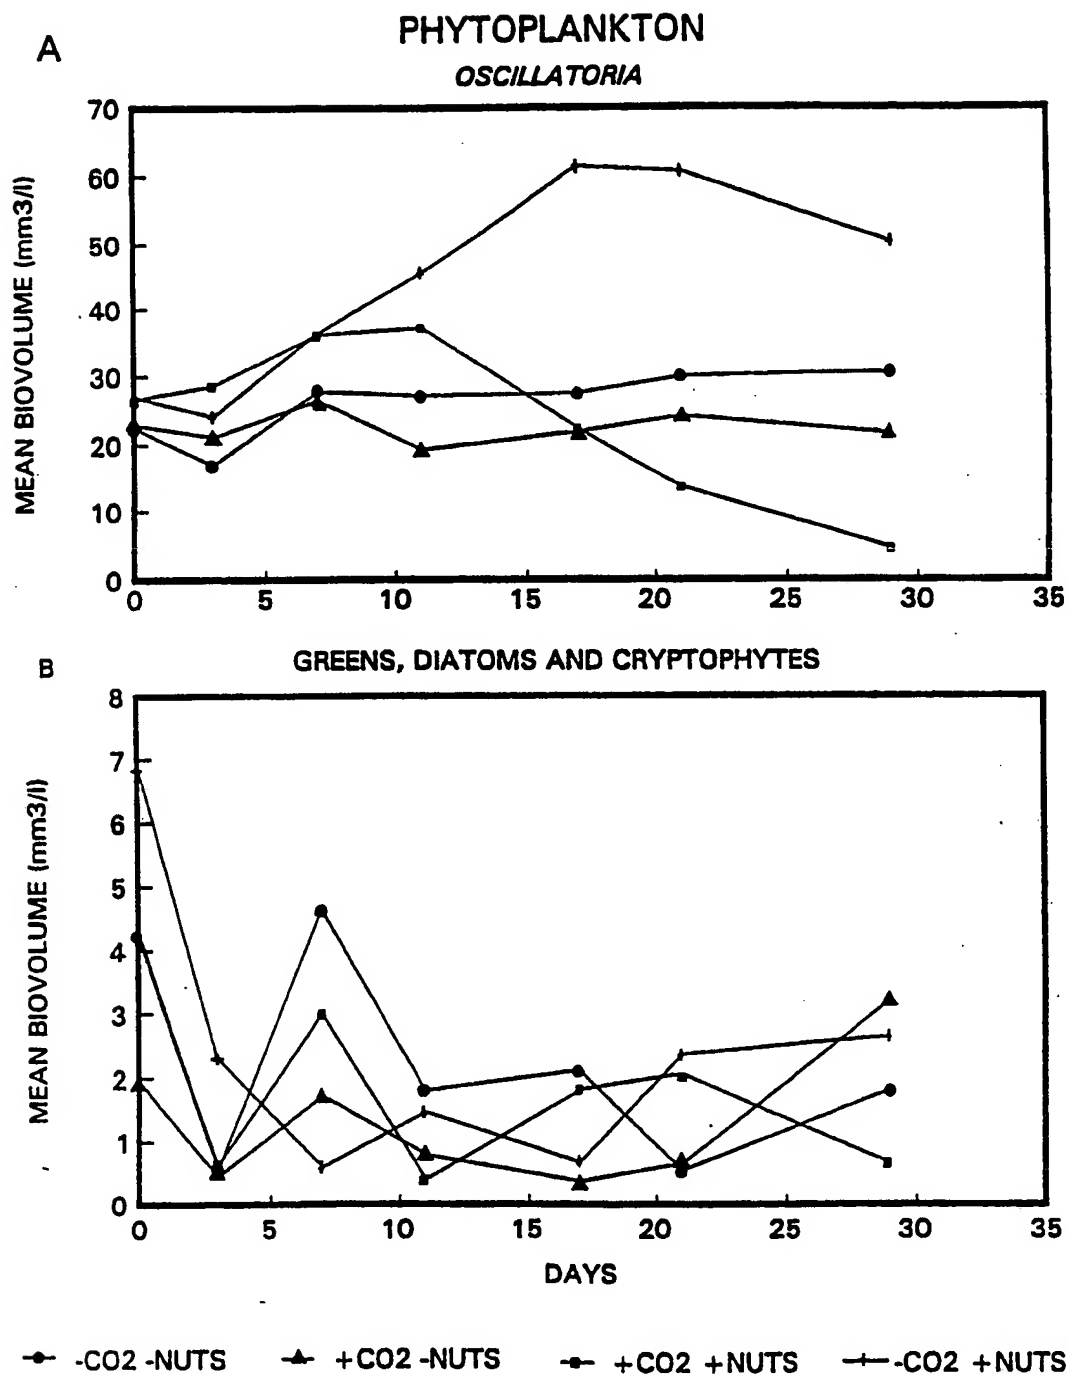 A
PHYTOPLANKTON
OSCILLATORIA
MEAN BIOVOLUME (mm3/l)
70
60
50
40
30
20
10
0
0 5 10 15 20 25 30 35
B
GREENS, DIATOMS AND CRYPTOPHYTES
MEAN BIOVOLUME (mm3/l)
8
7
6
5
4
3
2
1
0
0 5 10 15 20 25 30 35
DAYS
-CO2 -NUTS +CO2 -NUTS +CO2 +NUTS -CO2 +NUTS